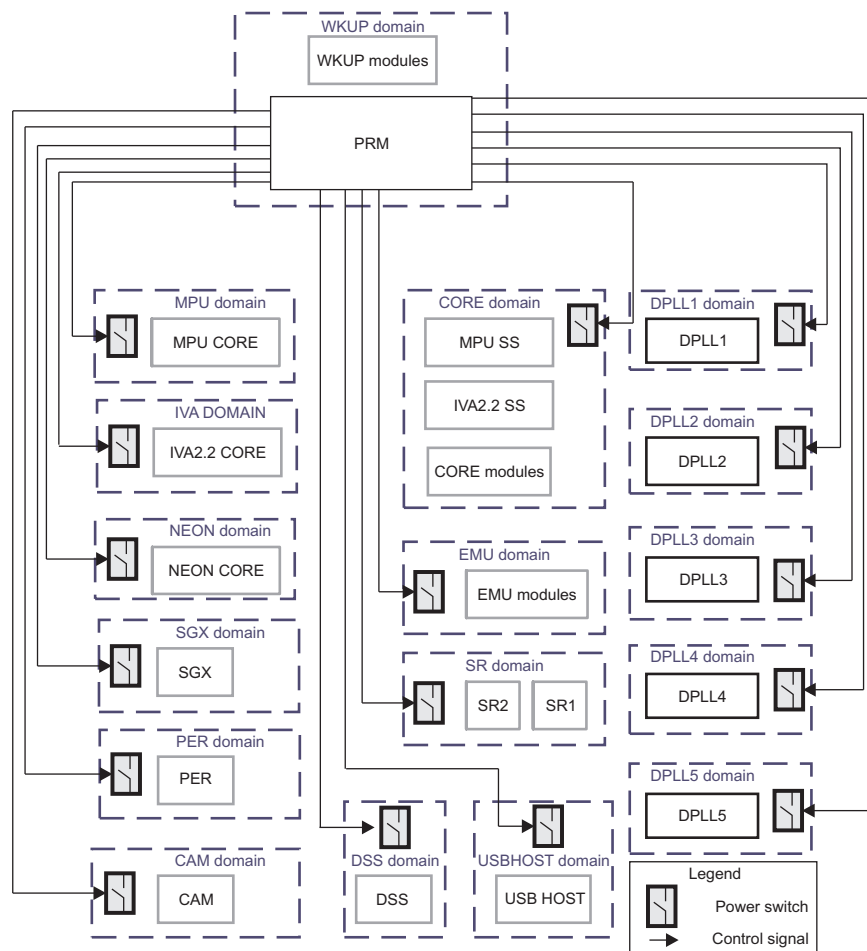 WKUP domain
WKUP modules
PRM
MPU domain
MPU CORE
IVA DOMAIN
IVA2.2 CORE
NEON domain
NEON CORE
SGX domain
SGX
PER domain
PER
CAM domain
CAM
CORE domain
MPU SS
IVA2.2 SS
CORE modules
EMU domain
EMU modules
SR domain
SR2
SR1
DSS domain
DSS
USBHOST domain
USB HOST
DPLL1 domain
DPLL1
DPLL2 domain
DPLL2
DPLL3 domain
DPLL3
DPLL4 domain
DPLL4
DPLL5 domain
DPLL5
Legend
Power switch
Control signal